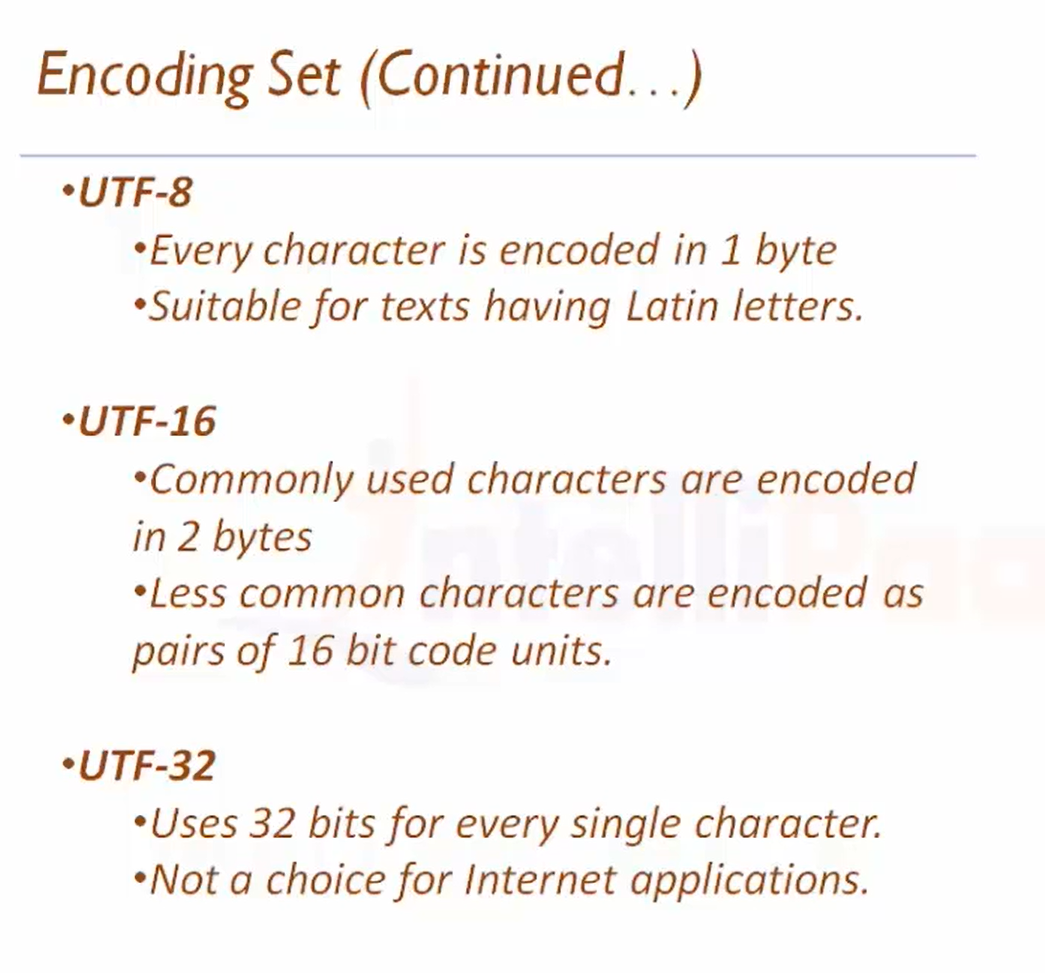 Encoding Set (Continued...)
•UTF-8
•Every character is encoded in 1 byte
•Suitable for texts having Latin letters.
•UTF-16
•Commonly used characters are encoded
in 2 bytes
•Less common characters are encoded as
pairs of 16 bit code units.
•UTF-32
•Uses 32 bits for every single character.
•Not a choice for Internet applications.